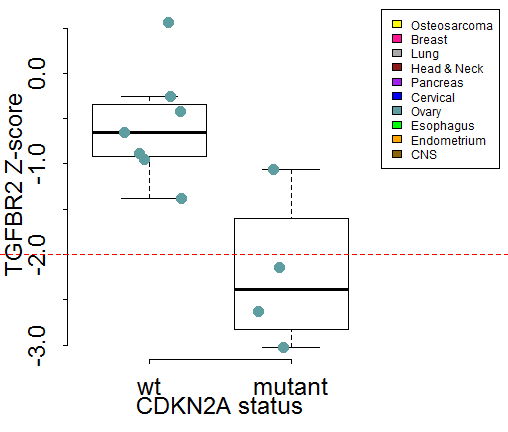 TGFBR2 Z-score
0.0
-1.0
-2.0
-3.0
wt
mutant
CDKN2A status
Osteosarcoma
Breast
Lung
Head & Neck
Pancreas
Cervical
Ovary
Esophagus
Endometrium
CNS